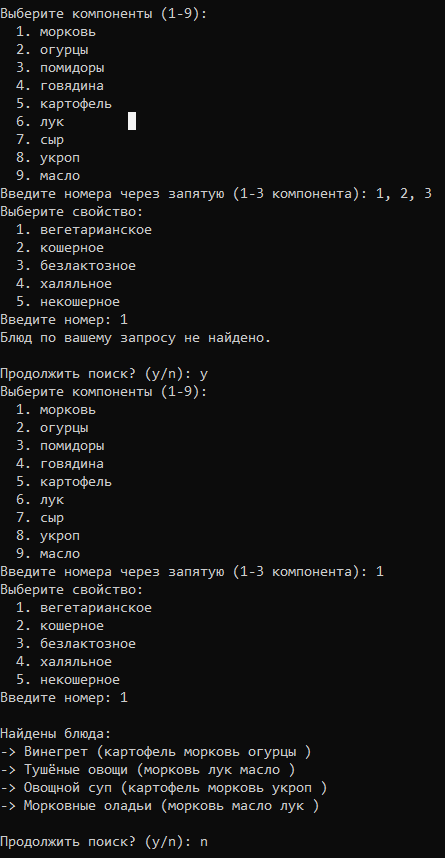 Выберите компоненты (1-9):
1. морковь
2. огурцы
3. помидоры
4. говядина
5. картофель
6. лук
7. сыр
8. укроп
9. масло
Введите номера через запятую (1-3 компонента): 1, 2, 3
Выберите свойство:
1. вегетарианское
2. кошерное
3. безлактозное
4. халяльное
5. некошерное
Введите номер: 1
Блюд по вашему запросу не найдено.
Продолжить поиск? (y/n): y
Выберите компоненты (1-9):
1. морковь
2. огурцы
3. помидоры
4. говядина
5. картофель
6. лук
7. сыр
8. укроп
9. масло
Введите номера через запятую (1-3 компонента): 1
Выберите свойство:
1. вегетарианское
2. кошерное
3. безлактозное
4. халяльное
5. некошерное
Введите номер: 1
Найдены блюда:
-> Винегрет (картофель морковь огурцы )
-> Тушёные овощи (морковь лук масло )
-> Овощной суп (картофель морковь укроп )
-> Морковные оладьи (морковь масло лук )
Продолжить поиск? (y/n): n